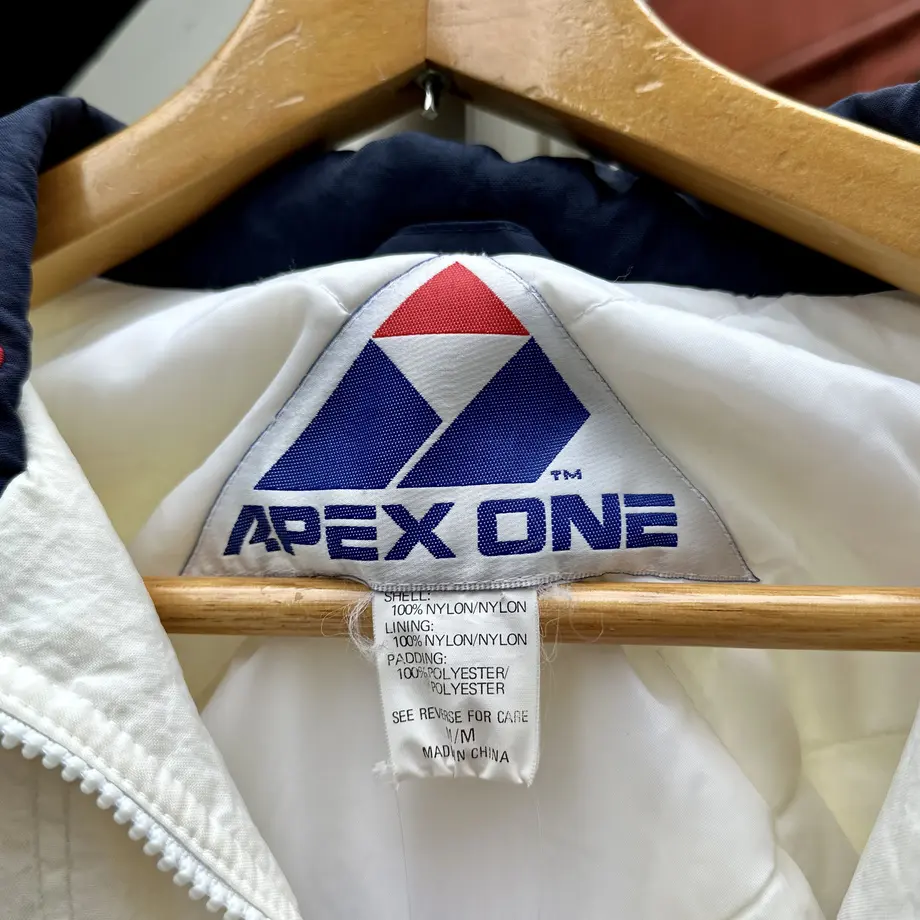 TM
APEX ONE
SHELL:
100% NYLON/NYLON
LINING:
100% NYLON/NYLON
PADDING:
100% POLYESTER/
POLYESTER
SEE REVERSE FOR CARE
M/M
MADE IN CHINA